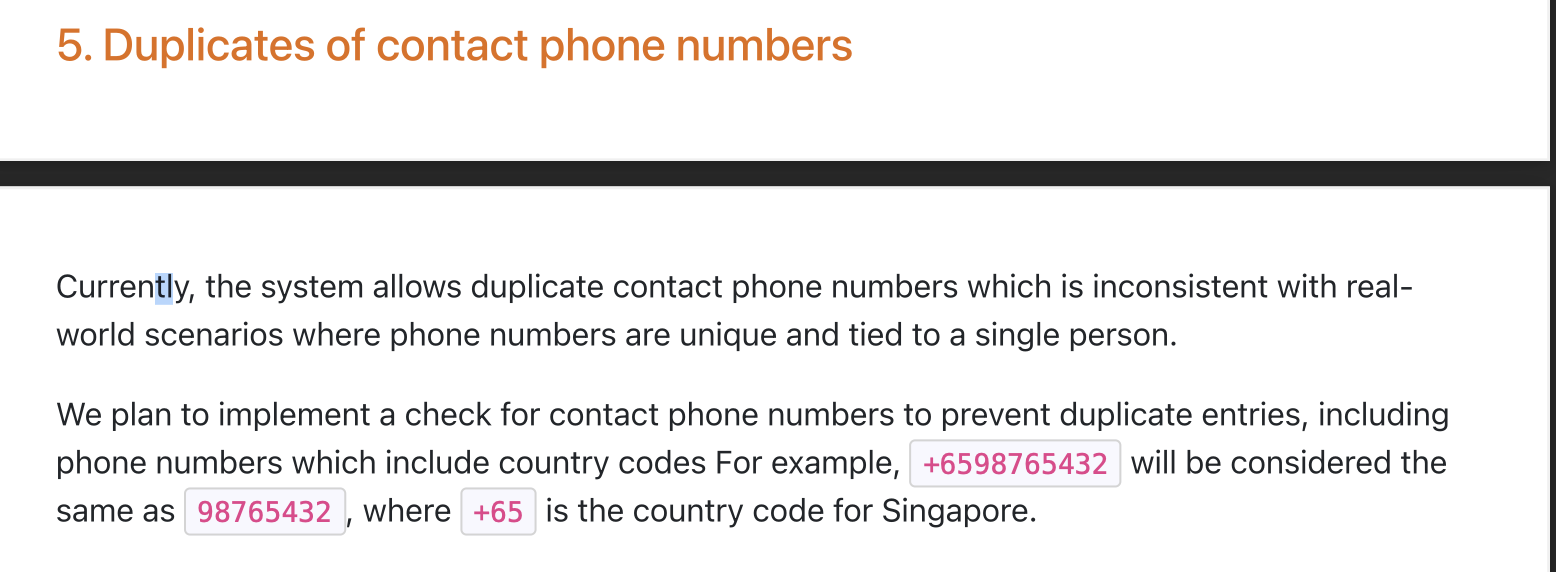 5. Duplicates of contact phone numbers
Currently, the system allows duplicate contact phone numbers which is inconsistent with real-
world scenarios where phone numbers are unique and tied to a single person.
We plan to implement a check for contact phone numbers to prevent duplicate entries, including
phone numbers which include country codes For example, +6598765432 will be considered the
same as 98765432, where +65 is the country code for Singapore.